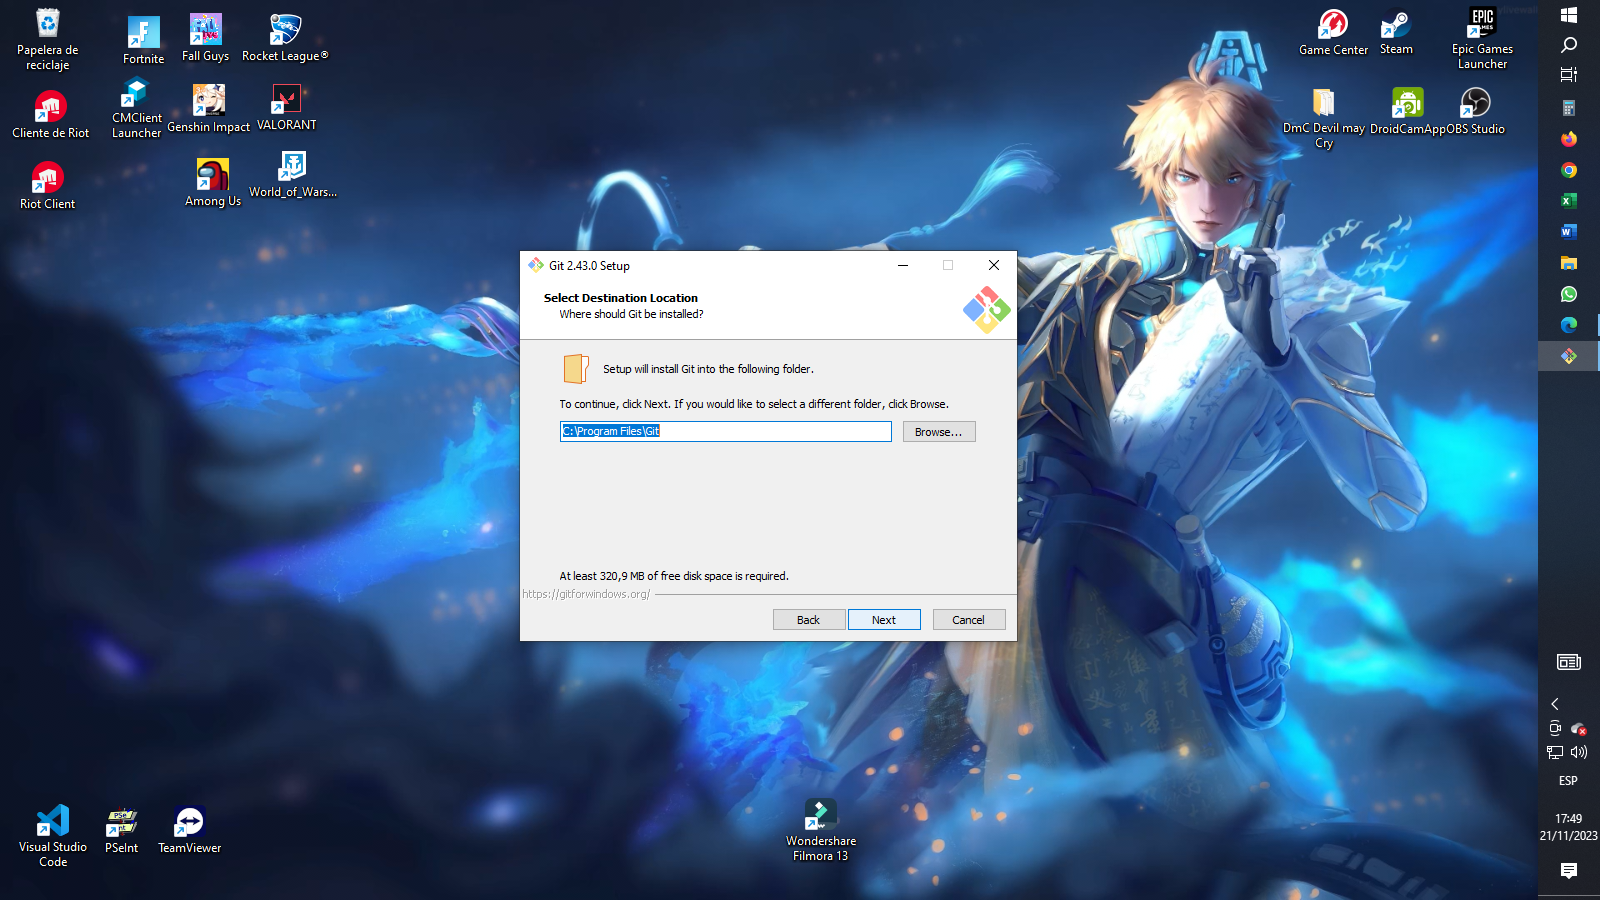 Papelera de
reciclaje
Fortnite
Fall Guys
Rocket League®
Game Center
Steam
EPIC
GAMES
Epic Games
Launcher
Cliente de Riot
CMClient
Launcher
Genshin Impact
VALORANT
DmC Devil may
Cry
DroidCamApp
OBS Studio
Riot Client
Among Us
World_of_Wars...
Git 2.43.0 Setup
Select Destination Location
Where should Git be installed?
Setup will install Git into the following folder.
To continue, click Next. If you would like to select a different folder, click Browse.
C:\Program Files\Git
Browse...
At least 320,9 MB of free disk space is required.
https://gitforwindows.org/
Back
Next
Cancel
Visual Studio
Code
PSeInt
TeamViewer
Wondershare
Filmora 13
ESP
17:49
21/11/2023